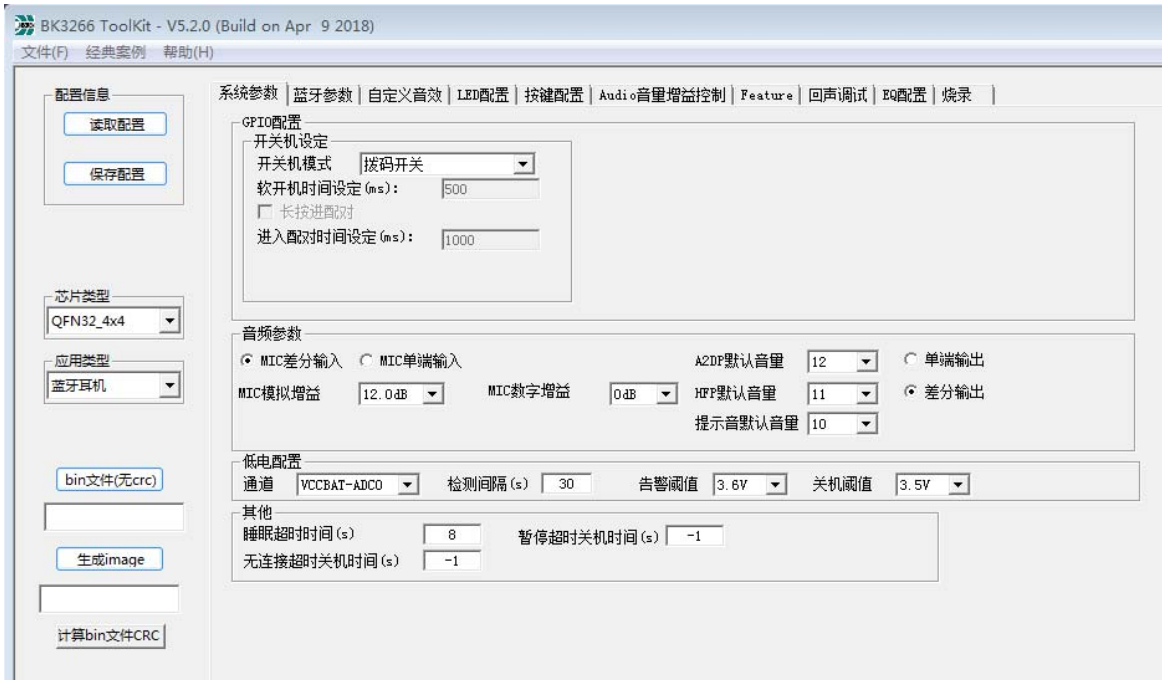 BK3266 ToolKit - V5.2.0 (Build on Apr 9 2018)
文件(F) 经典案例 帮助(H)
配置信息
读取配置
保存配置
芯片类型
QFN32_4x4
应用类型
蓝牙耳机
bin文件(无crc)
生成image
计算bin文件CRC
系统参数 蓝牙参数 自定义音效 LED配置 按键配置 Audio音量增益控制 Feature 回声调试 EQ配置 烧录
GPIO配置
开关机设定
开关机模式 拨码开关
软开机时间设定(ms): 500
长按进配对
进入配对时间设定(ms): 1000
音频参数
MIC差分输入 MIC单端输入 A2DP默认音量 12 单端输出
MIC模拟增益 12.0dB MIC数字增益 0dB HFP默认音量 11 差分输出
提示音默认音量 10
低电配置
通道 VCCBAT-ADC0 检测间隔(s) 30 告警阈值 3.6V 关机阈值 3.5V
其他
睡眠超时时间(s) 8 暂停超时关机时间(s) -1
无连接超时关机时间(s) -1